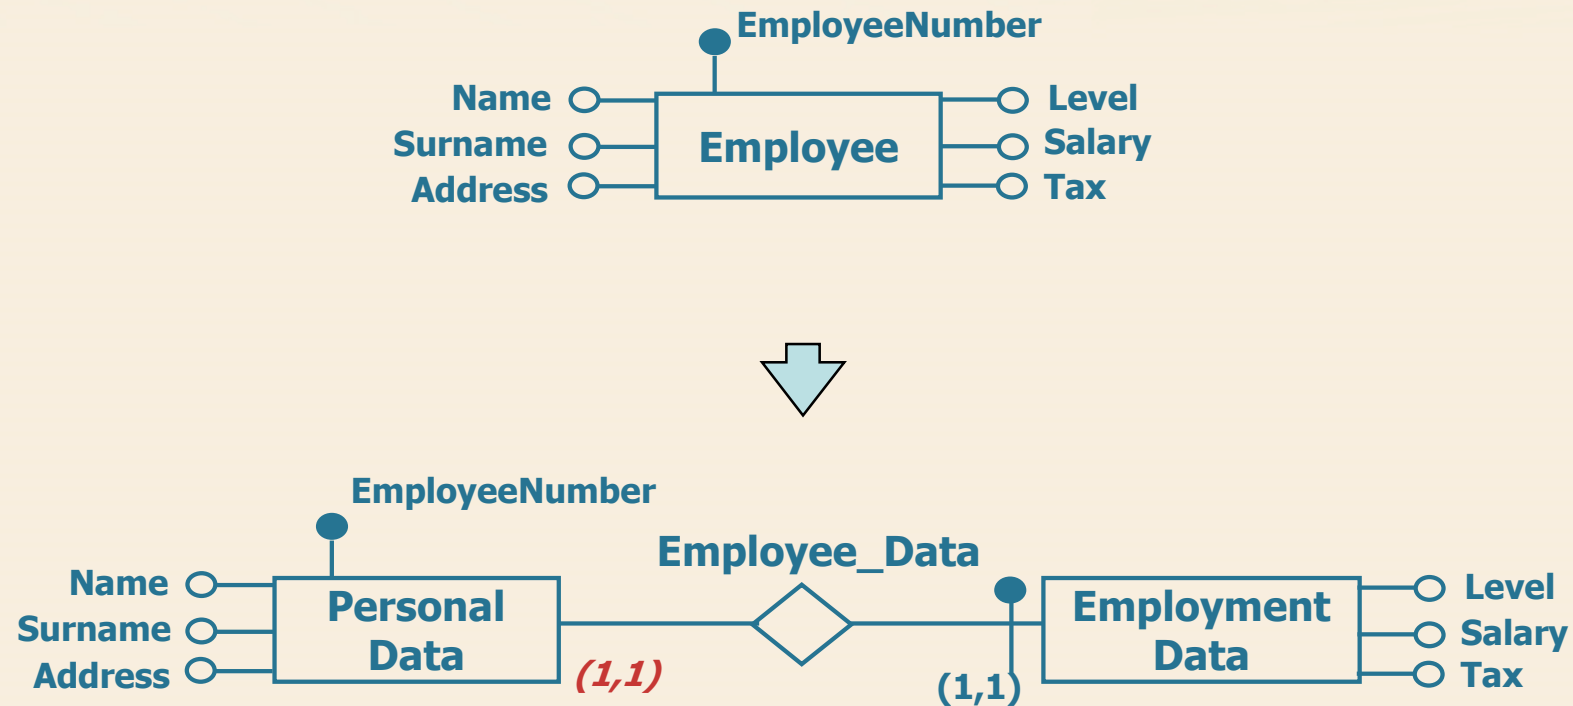 EmployeeNumber
Name
Level
Surname
Employee
Salary
Address
Tax
EmployeeNumber
Employee_Data
Name
Personal
Employment
Level
Surname
Data
Data
Salary
Address
(1,1)
(1,1)
Tax